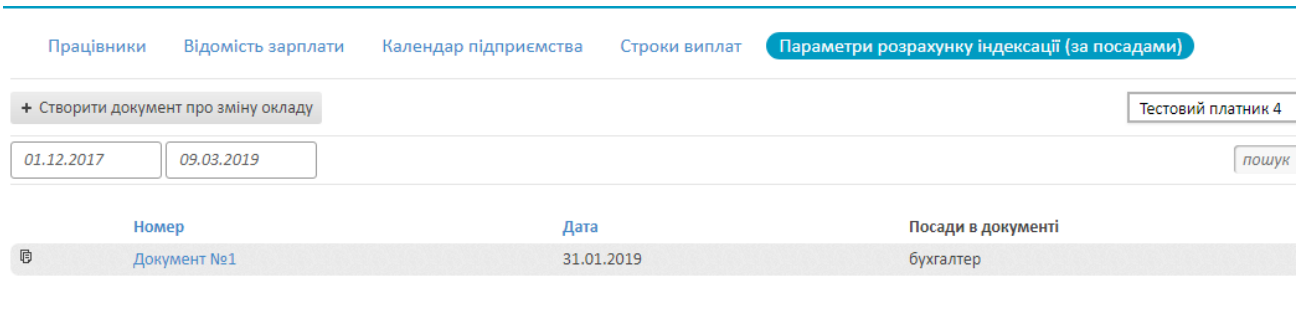 Працівники Відомість зарплати Календар підприємства Строки виплат Параметри розрахунку індексації (за посадами)
+ Створити документ про зміну окладу Тестовий платник 4
01.12.2017 09.03.2019 пошук
Номер Дата Посади в документі
Документ №1 31.01.2019 бухгалтер